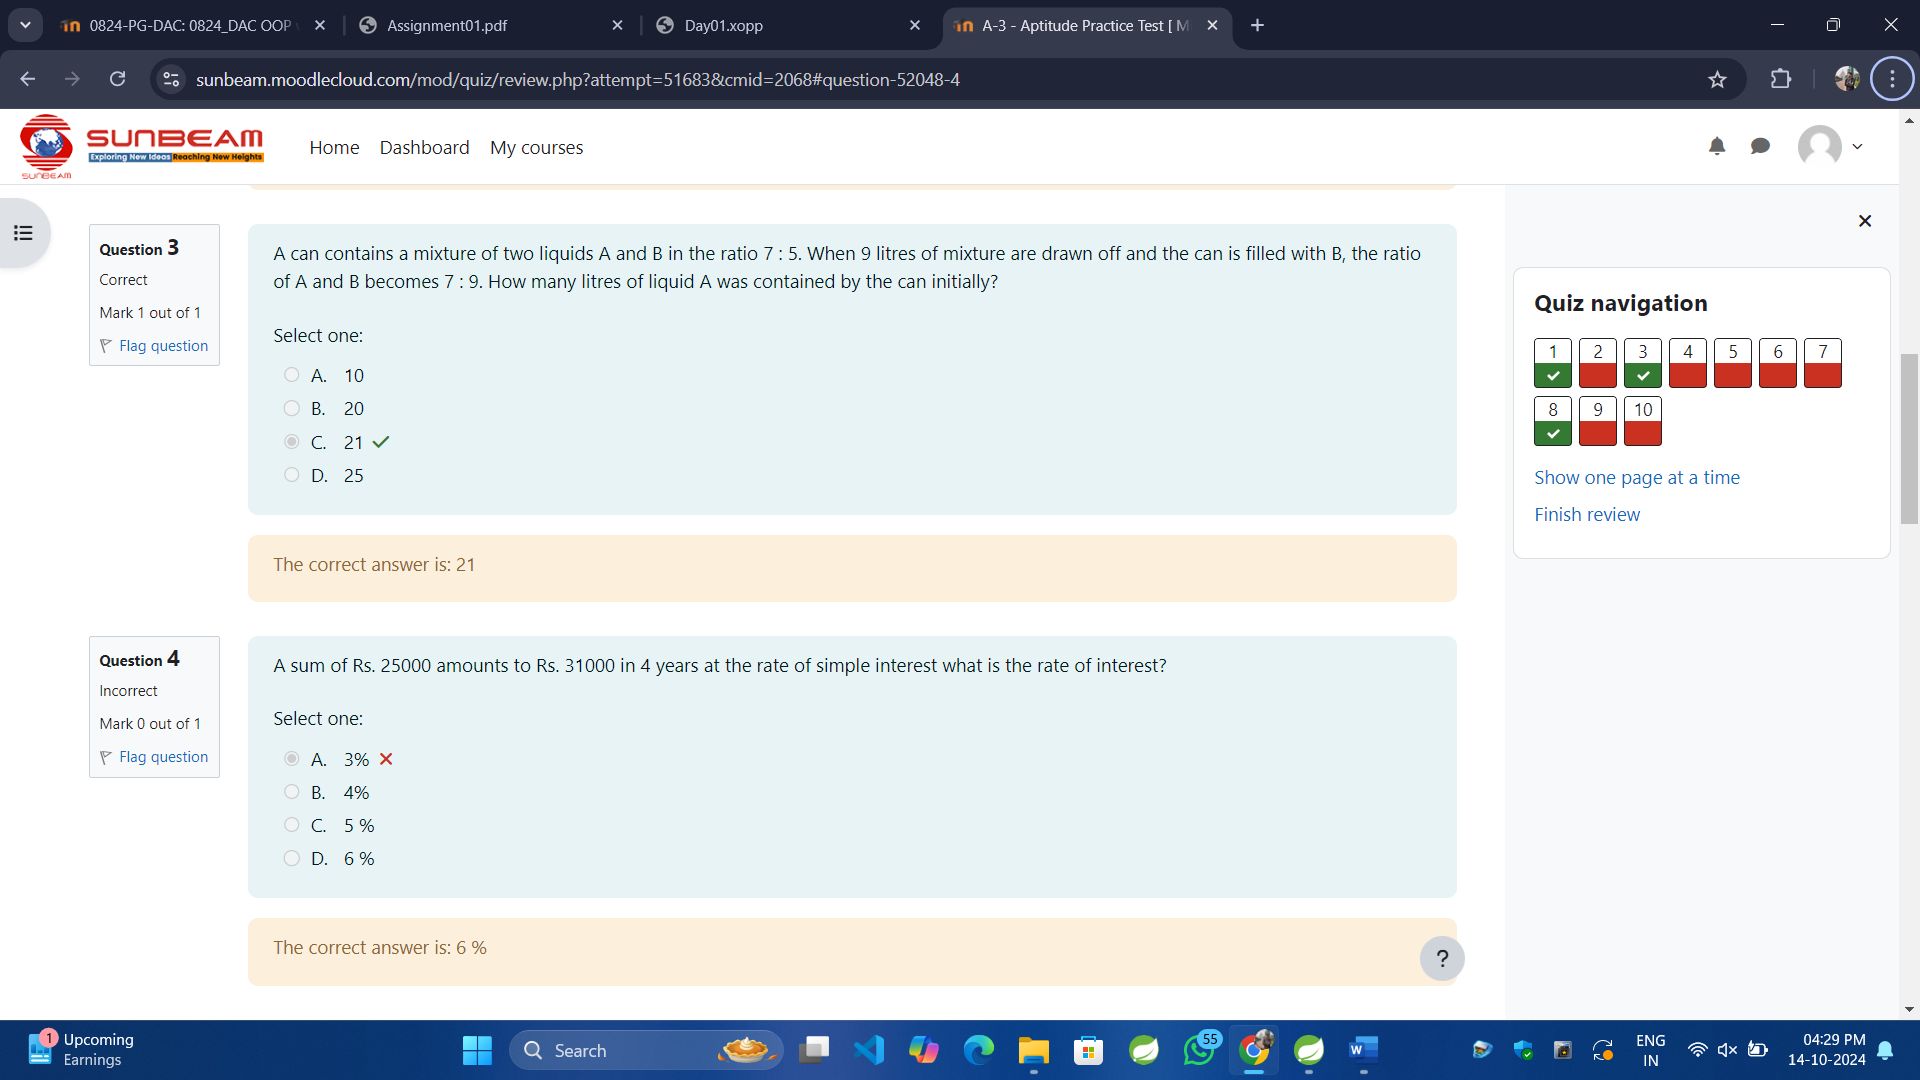 0824-PG-DAC: 0824_DAC OOP
Assignment01.pdf
Day01.xopp
A-3 - Aptitude Practice Test [ M
sunbeam.moodlecloud.com/mod/quiz/review.php?attempt=51683&cmid=2068#question-52048-4
SUNBEAM
Exploring New Ideas Reaching New Heights
SUNBEAM
Home
Dashboard
My courses
Question 3
Correct
Mark 1 out of 1
Flag question
A can contains a mixture of two liquids A and B in the ratio 7 : 5. When 9 litres of mixture are drawn off and the can is filled with B, the ratio
of A and B becomes 7 : 9. How many litres of liquid A was contained by the can initially?
Select one:
A. 10
B. 20
C. 21
D. 25
The correct answer is: 21
Question 4
Incorrect
Mark 0 out of 1
Flag question
A sum of Rs. 25000 amounts to Rs. 31000 in 4 years at the rate of simple interest what is the rate of interest?
Select one:
A. 3%
B. 4%
C. 5 %
D. 6 %
The correct answer is: 6 %
?
Quiz navigation
1 2 3 4 5 6 7
8 9 10
Show one page at a time
Finish review
1
Upcoming
Earnings
Search
55
W
ENG
IN
04:29 PM
14-10-2024